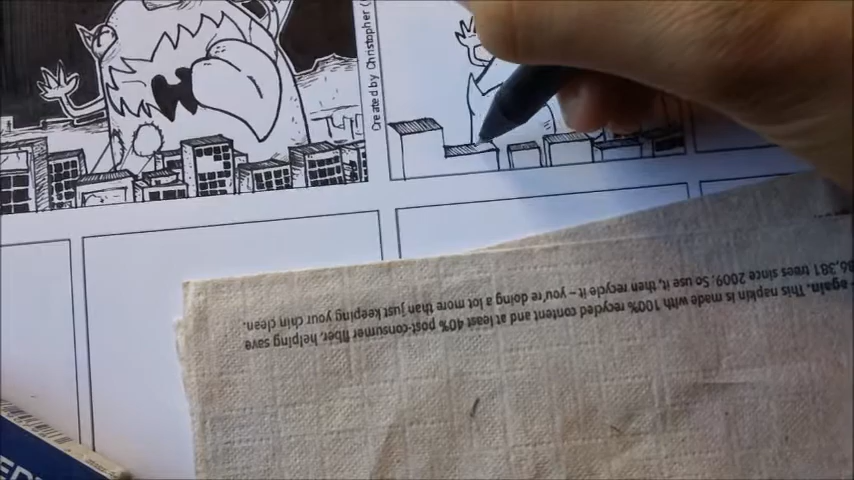 Created by Christopher
86,381 trees since 2009. So use it, then recycle it – you're doing a lot more than just keeping your chin clean.
again. This napkin is made with 100% recycled content and at least 40% post-consumer fiber, helping save